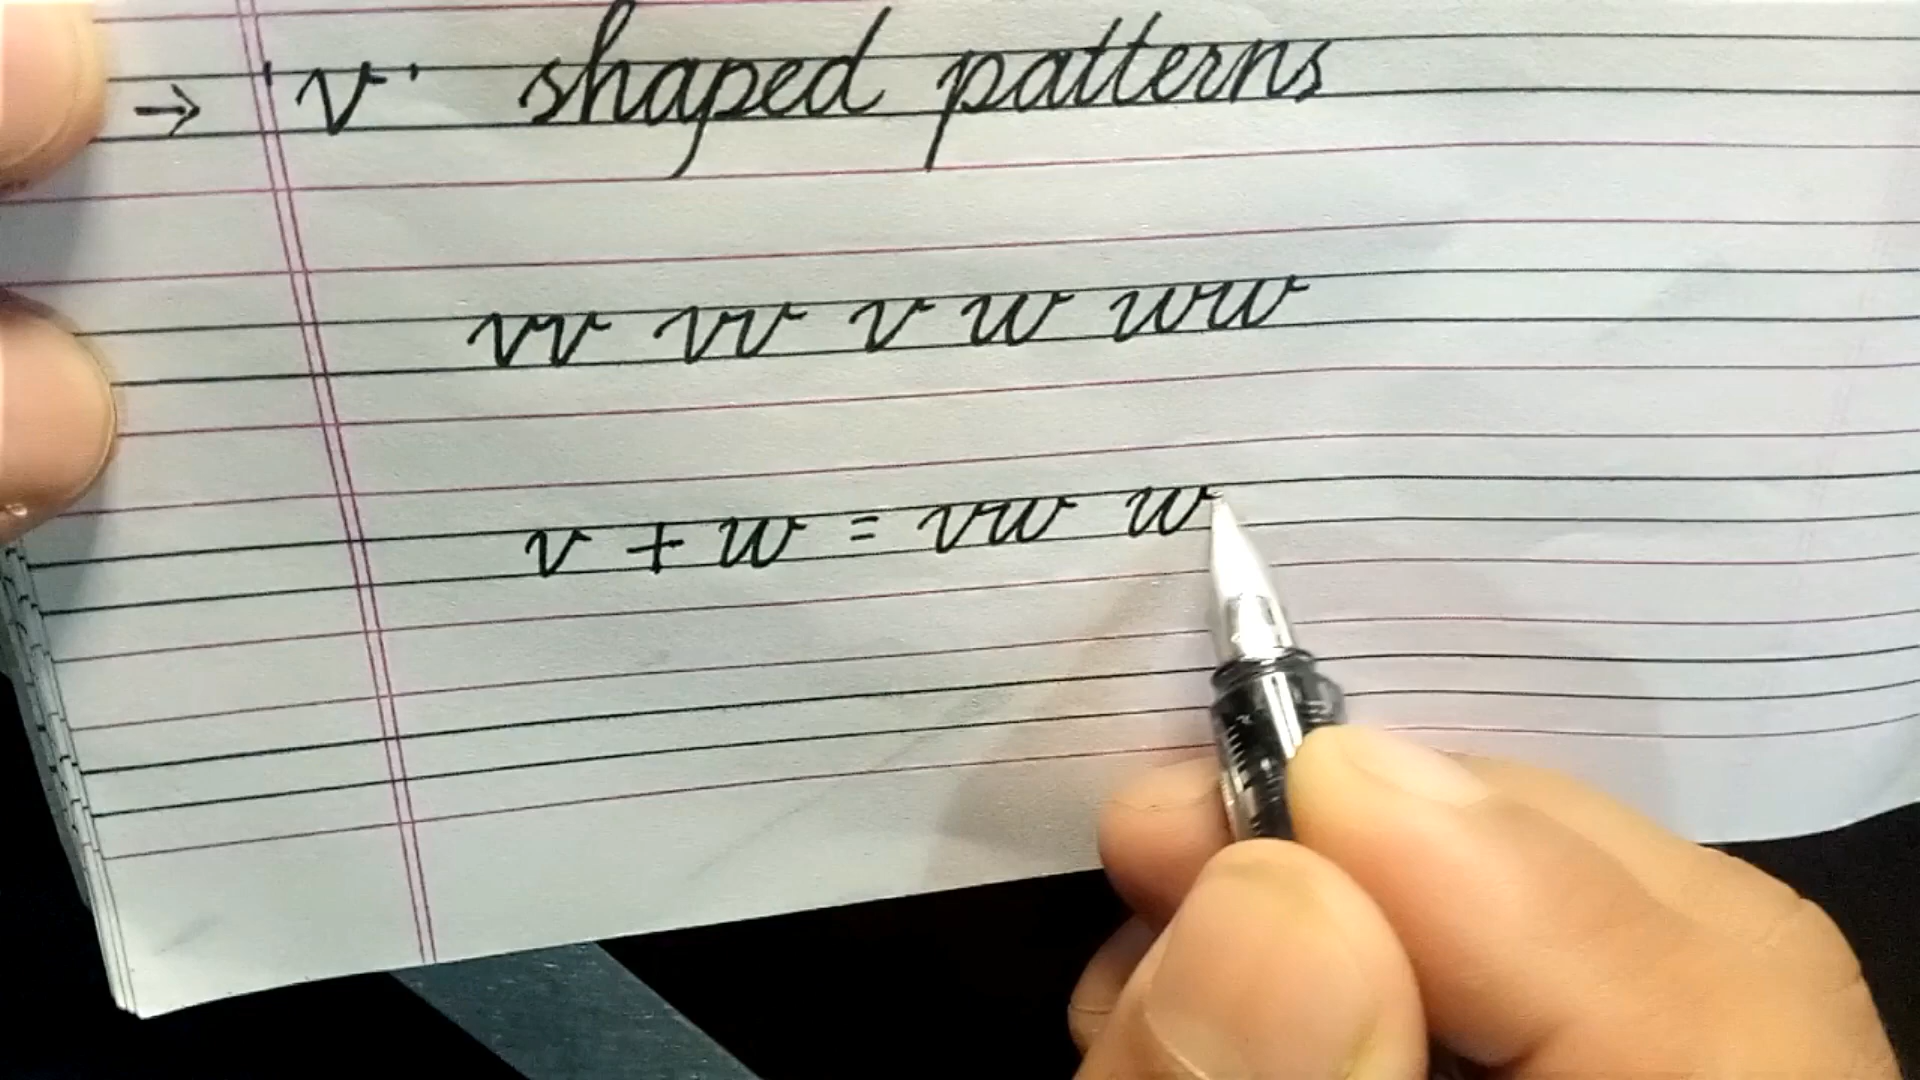 → 'v' shaped patterns
vv vv v w ww
v + w = vw w